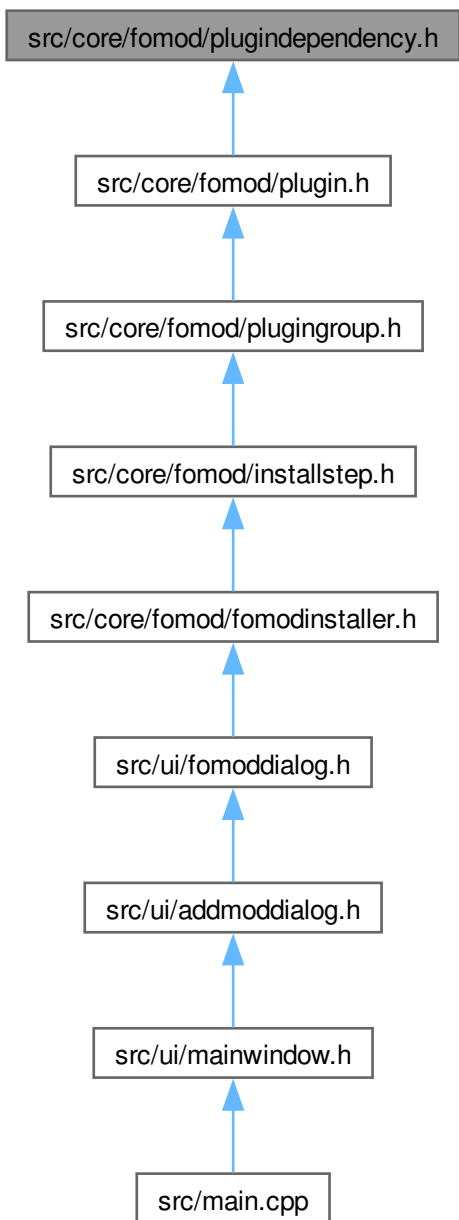 src/core/fomod/plugindependency.h
src/core/fomod/plugin.h
src/core/fomod/plugingroup.h
src/core/fomod/installstep.h
src/core/fomod/fomodinstaller.h
src/ui/fomoddialog.h
src/ui/addmoddialog.h
src/ui/mainwindow.h
src/main.cpp